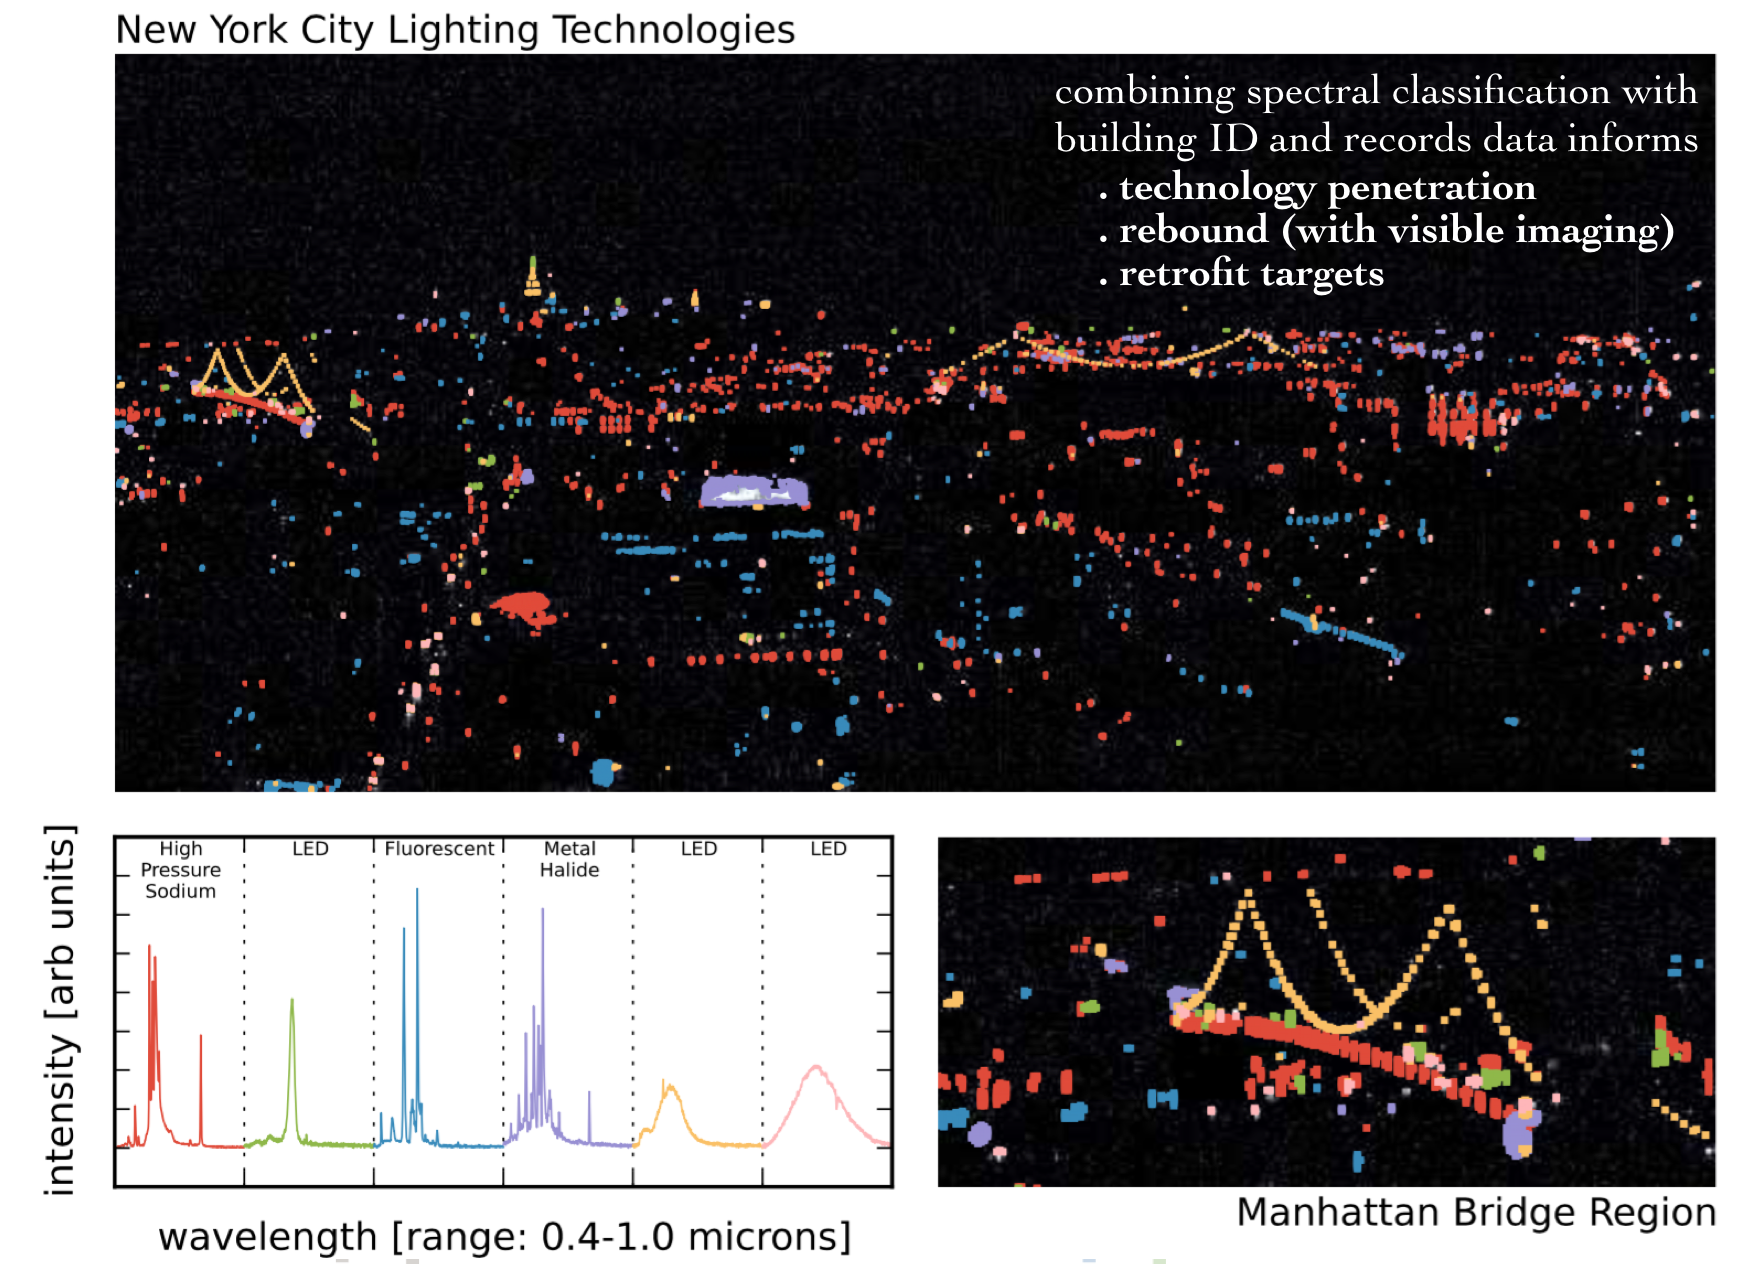 New York City Lighting Technologies
combining spectral classification with
building ID and records data informs
. technology penetration
. rebound (with visible imaging)
. retrofit targets
intensity [arb units]
High
Pressure
Sodium
LED
Fluorescent
Metal
Halide
LED
LED
wavelength [range: 0.4-1.0 microns]
Manhattan Bridge Region